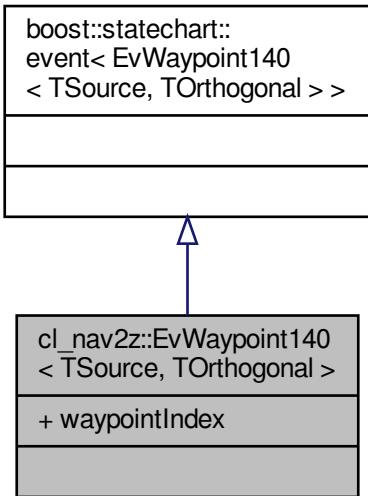 boost::statechart::
event< EvWaypoint140
< TSource, TOrthogonal > >
cl_nav2z::EvWaypoint140
< TSource, TOrthogonal >
+ waypointIndex